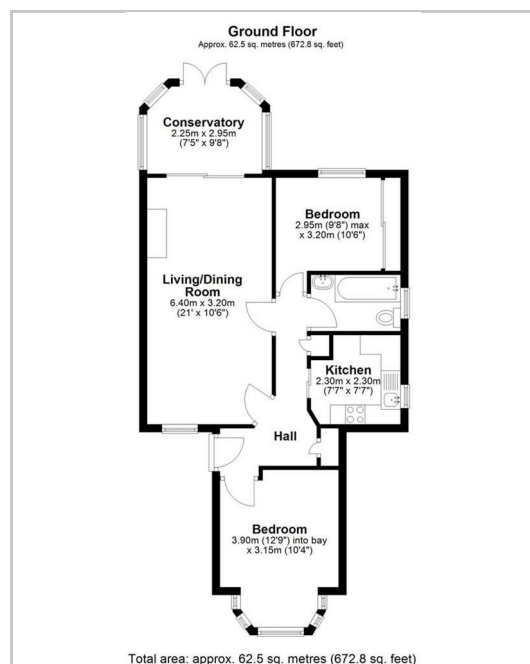 Ground Floor
Approx. 62.5 sq. metres (672.8 sq. feet)
Conservatory
2.25m x 2.95m
(7'5" x 9'8")
Bedroom
2.95m (9'8") max
x 3.20m (10'6")
Living/Dining
Room
6.40m x 3.20m
(21' x 10'6")
Kitchen
2.30m x 2.30m
(7'7" x 7'7")
Hall
Bedroom
3.90m (12'9") into bay
x 3.15m (10'4")
Total area: approx. 62.5 sq. metres (672.8 sq. feet)